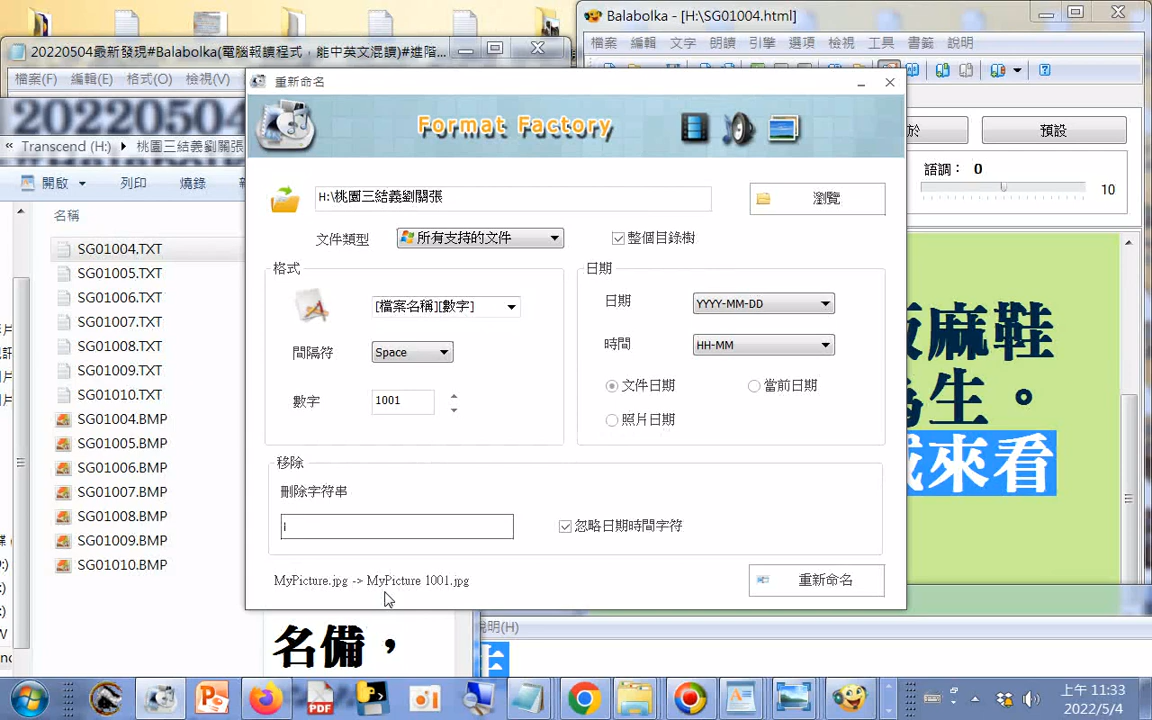 20220504最新發現#Balabolka(電腦報讀程式，能中英文混讀)#進階...
檔案(F) 編輯(E) 格式(O) 檢視(V)
20220504
« Transcend (H:) ▸ 桃園三結義劉關張
開啟 列印 燒錄
名稱
SG01004.TXT
SG01005.TXT
SG01006.TXT
SG01007.TXT
SG01008.TXT
SG01009.TXT
SG01010.TXT
SG01004.BMP
SG01005.BMP
SG01006.BMP
SG01007.BMP
SG01008.BMP
SG01009.BMP
SG01010.BMP
Balabolka - [H:\SG01004.html]
檔案 編輯 文字 朗讀 引擎 選項 檢視 工具 書籤 說明
於 預設
語調： 0
10
麻鞋
生。
來看
重新命名
Format Factory
H:\桃園三結義劉關張
瀏覽
文件類型 所有支持的文件 整個目錄樹
格式
[檔案名稱][數字]
間隔符 Space
數字 1001
日期
日期 YYYY-MM-DD
時間 HH-MM
文件日期 當前日期
照片日期
移除
刪除字符串
i
忽略日期時間字符
MyPicture.jpg -> MyPicture 1001.jpg
重新命名
說明(H)
名備，
PDF
上午 11:33
2022/5/4